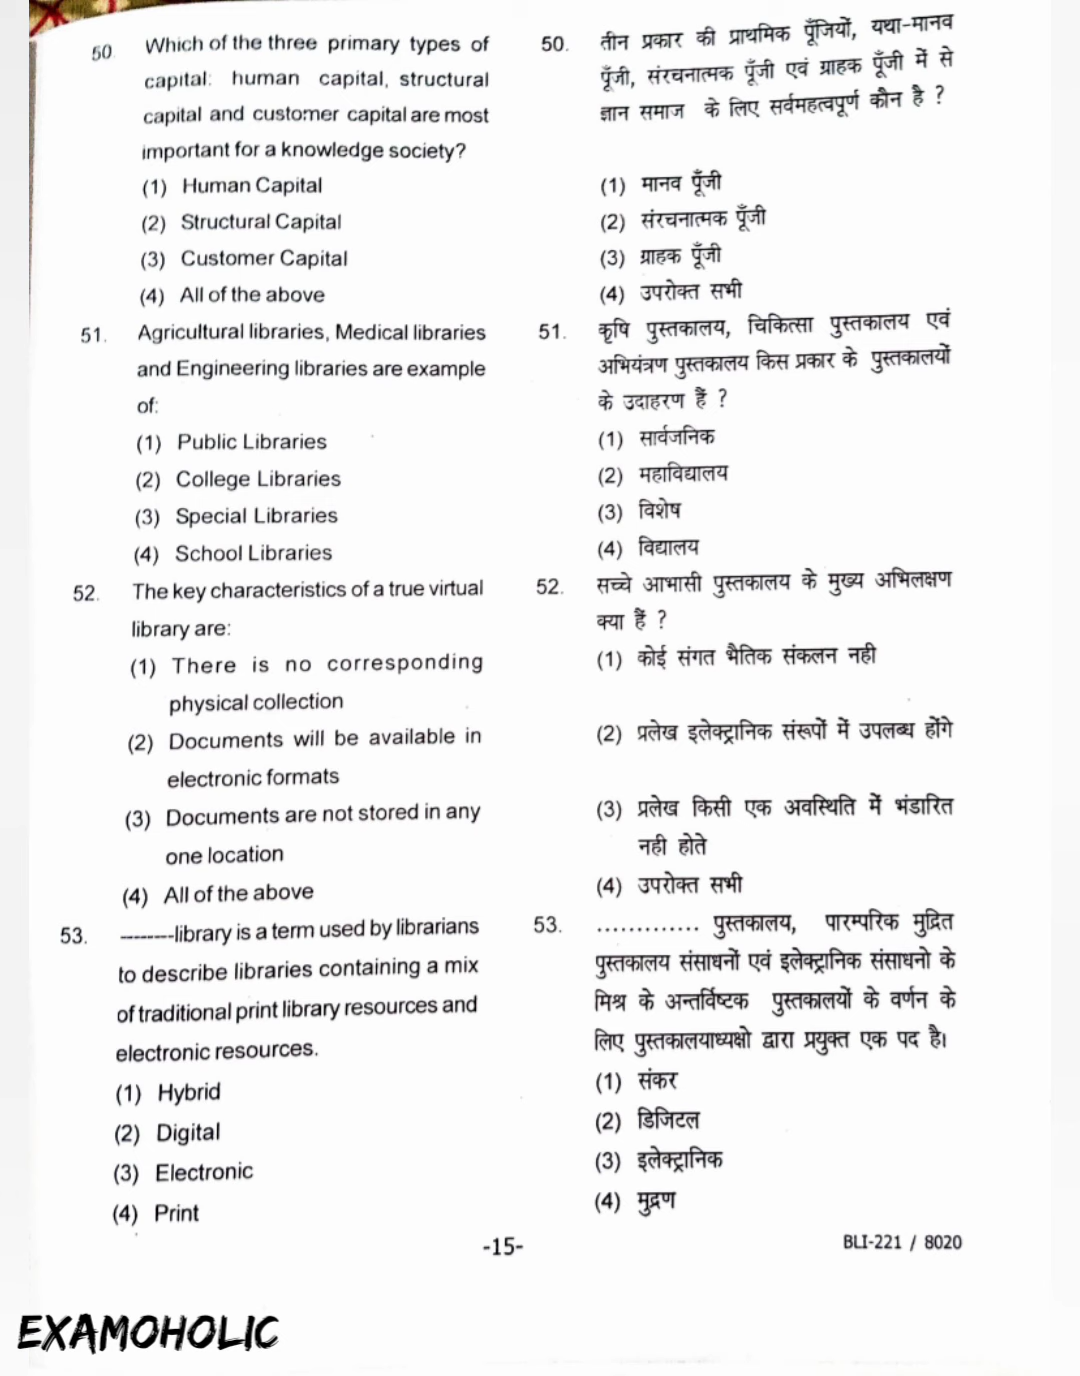 50. Which of the three primary types of
capital: human capital, structural
capital and customer capital are most
important for a knowledge society?
(1) Human Capital
(2) Structural Capital
(3) Customer Capital
(4) All of the above
51. Agricultural libraries, Medical libraries
and Engineering libraries are example
of:
(1) Public Libraries
(2) College Libraries
(3) Special Libraries
(4) School Libraries
52. The key characteristics of a true virtual
library are:
(1) There is no corresponding
physical collection
(2) Documents will be available in
electronic formats
(3) Documents are not stored in any
one location
(4) All of the above
53. --------library is a term used by librarians
to describe libraries containing a mix
of traditional print library resources and
electronic resources.
(1) Hybrid
(2) Digital
(3) Electronic
(4) Print
50. तीन प्रकार की प्राथमिक पूँजियों, यथा-मानव
पूँजी, संरचनात्मक पूँजी एवं ग्राहक पूँजी में से
ज्ञान समाज के लिए सर्वमहत्वपूर्ण कौन है ?
(1) मानव पूँजी
(2) संरचनात्मक पूँजी
(3) ग्राहक पूँजी
(4) उपरोक्त सभी
51. कृषि पुस्तकालय, चिकित्सा पुस्तकालय एवं
अभियंत्रण पुस्तकालय किस प्रकार के पुस्तकालयों
के उदाहरण हैं ?
(1) सार्वजनिक
(2) महाविद्यालय
(3) विशेष
(4) विद्यालय
52. सच्चे आभासी पुस्तकालय के मुख्य अभिलक्षण
क्या हैं ?
(1) कोई संगत भैतिक संकलन नही
(2) प्रलेख इलेक्ट्रानिक संरूपों में उपलब्ध होंगे
(3) प्रलेख किसी एक अवस्थिति में भंडारित
नही होते
(4) उपरोक्त सभी
53. ............. पुस्तकालय, पारम्परिक मुद्रित
पुस्तकालय संसाधनों एवं इलेक्ट्रानिक संसाधनो के
मिश्र के अन्तर्विष्टक पुस्तकालयों के वर्णन के
लिए पुस्तकालयाध्यक्षो द्वारा प्रयुक्त एक पद है।
(1) संकर
(2) डिजिटल
(3) इलेक्ट्रानिक
(4) मुद्रण
-15-
BLI-221 / 8020
EXAMOHOLIC